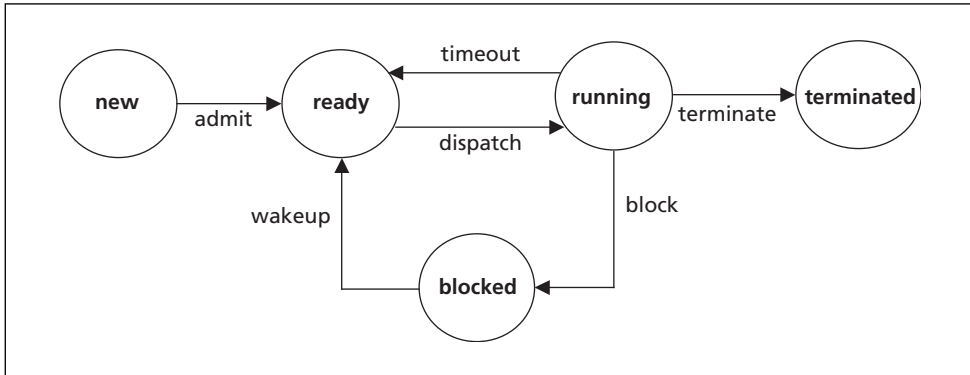 timeout
new
ready
running
terminated
admit
dispatch
terminate
wakeup
block
blocked